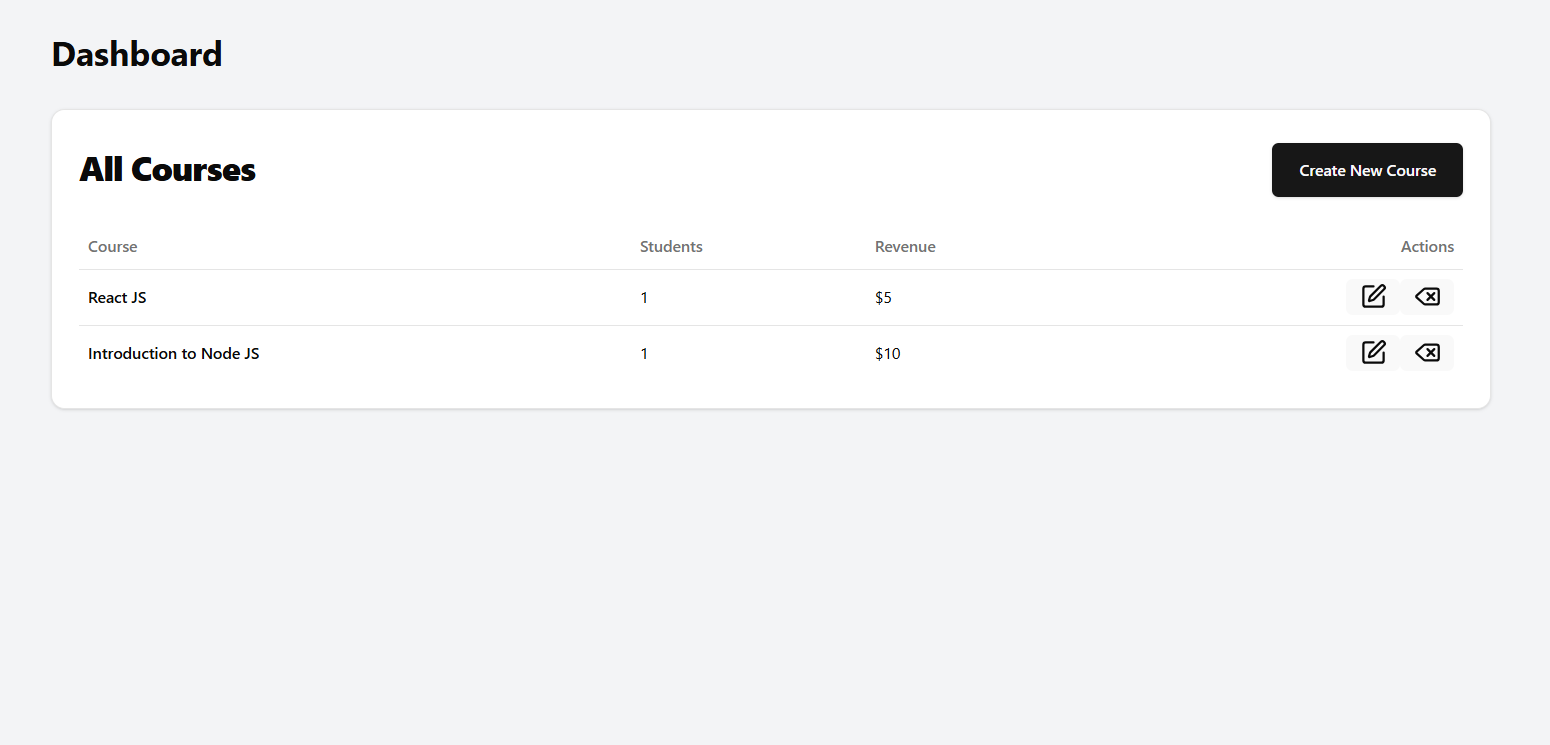 Dashboard
All Courses
Create New Course
Course Students Revenue Actions
React JS 1 $5
Introduction to Node JS 1 $10